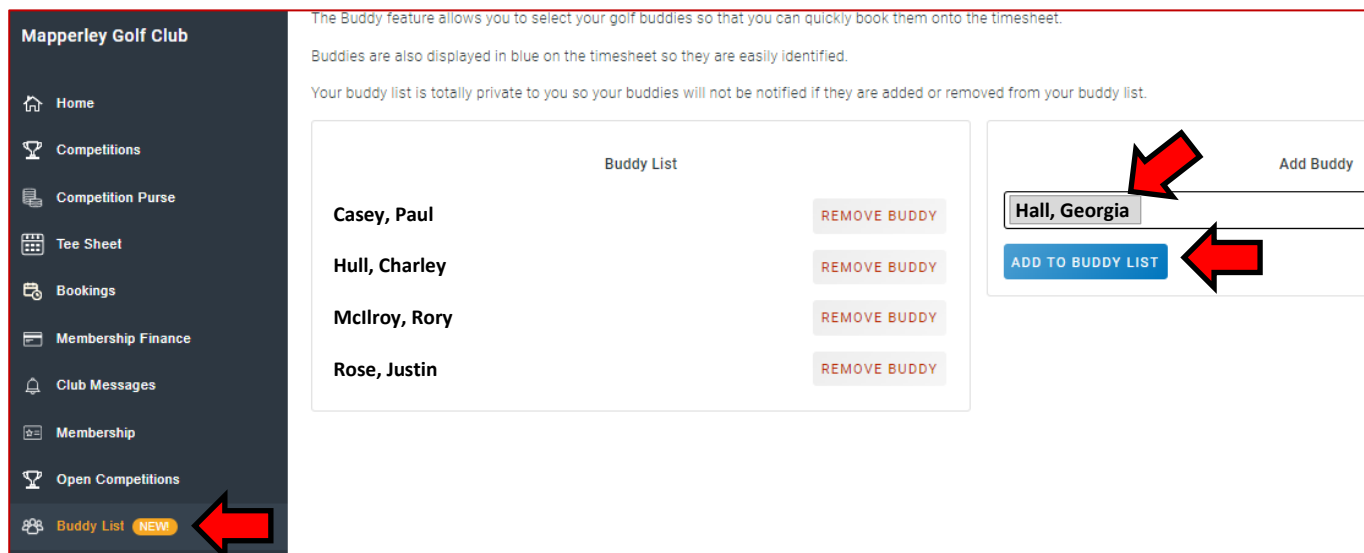 Mapperley Golf Club
Home
Competitions
Competition Purse
Tee Sheet
Bookings
Membership Finance
Club Messages
Membership
Open Competitions
Buddy List NEW!
The Buddy feature allows you to select your golf buddies so that you can quickly book them onto the timesheet.
Buddies are also displayed in blue on the timesheet so they are easily identified.
Your buddy list is totally private to you so your buddies will not be notified if they are added or removed from your buddy list.
Buddy List
Casey, Paul REMOVE BUDDY
Hull, Charley REMOVE BUDDY
McIlroy, Rory REMOVE BUDDY
Rose, Justin REMOVE BUDDY
Add Buddy
Hall, Georgia
ADD TO BUDDY LIST